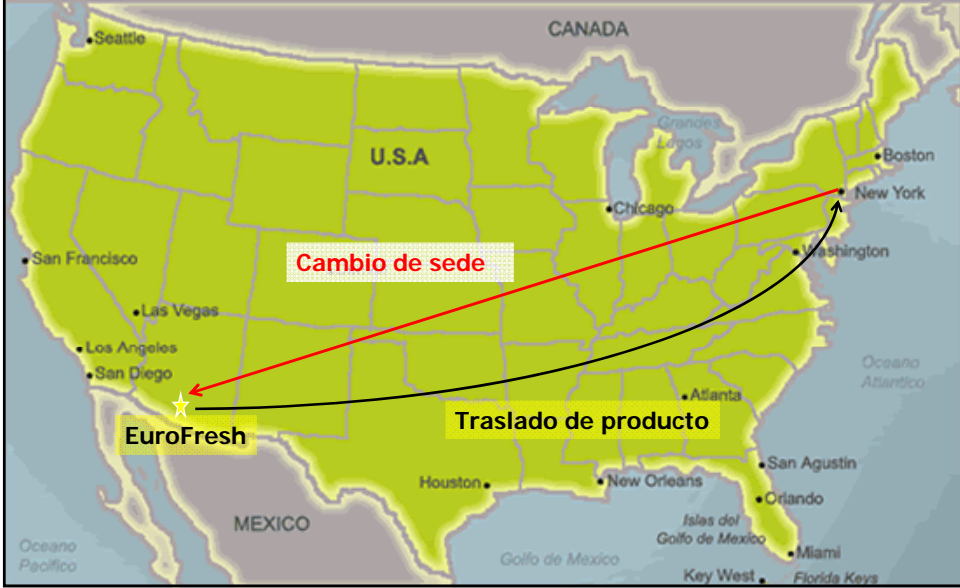 CANADA
Seattle
Grandes
Lagos
U.S.A
Boston
New York
Chicago
Washington
San Francisco
Cambio de sede
Las Vegas
Los Angeles
San Diego
Oceano
Atlantico
Atlanta
Traslado de producto
EuroFresh
San Agustin
Houston
New Orleans
Orlando
MEXICO
Islas del
Golfo de Mexico
Oceano
Pacifico
Golfo de Mexico
Miami
Key West
Florida Keys